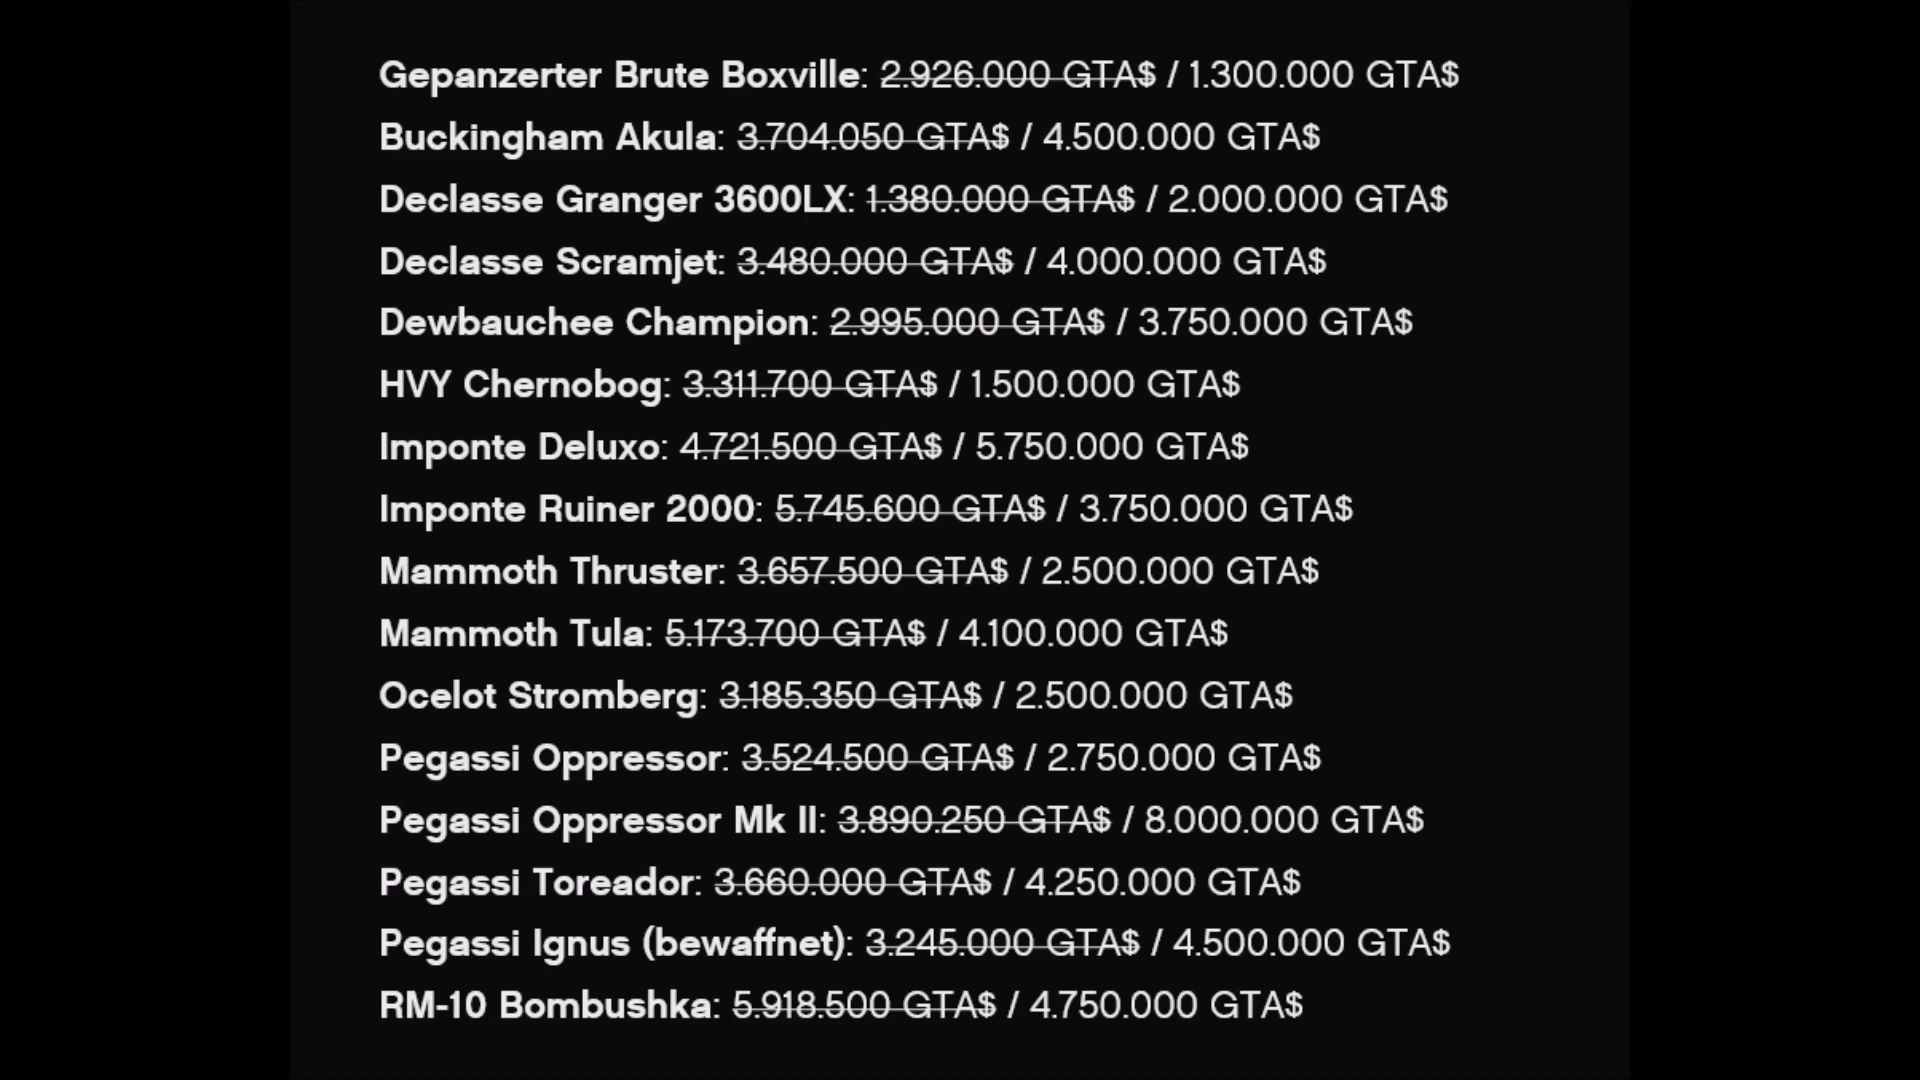 Gepanzerter Brute Boxville: 2.926.000 GTA$ / 1.300.000 GTA$
Buckingham Akula: 3.704.050 GTA$ / 4.500.000 GTA$
Declasse Granger 3600LX: 1.380.000 GTA$ / 2.000.000 GTA$
Declasse Scramjet: 3.480.000 GTA$ / 4.000.000 GTA$
Dewbauchee Champion: 2.995.000 GTA$ / 3.750.000 GTA$
HVY Chernobog: 3.311.700 GTA$ / 1.500.000 GTA$
Imponte Deluxo: 4.721.500 GTA$ / 5.750.000 GTA$
Imponte Ruiner 2000: 5.745.600 GTA$ / 3.750.000 GTA$
Mammoth Thruster: 3.657.500 GTA$ / 2.500.000 GTA$
Mammoth Tula: 5.173.700 GTA$ / 4.100.000 GTA$
Ocelot Stromberg: 3.185.350 GTA$ / 2.500.000 GTA$
Pegassi Oppressor: 3.524.500 GTA$ / 2.750.000 GTA$
Pegassi Oppressor Mk II: 3.890.250 GTA$ / 8.000.000 GTA$
Pegassi Toreador: 3.660.000 GTA$ / 4.250.000 GTA$
Pegassi Ignus (bewaffnet): 3.245.000 GTA$ / 4.500.000 GTA$
RM-10 Bombushka: 5.918.500 GTA$ / 4.750.000 GTA$